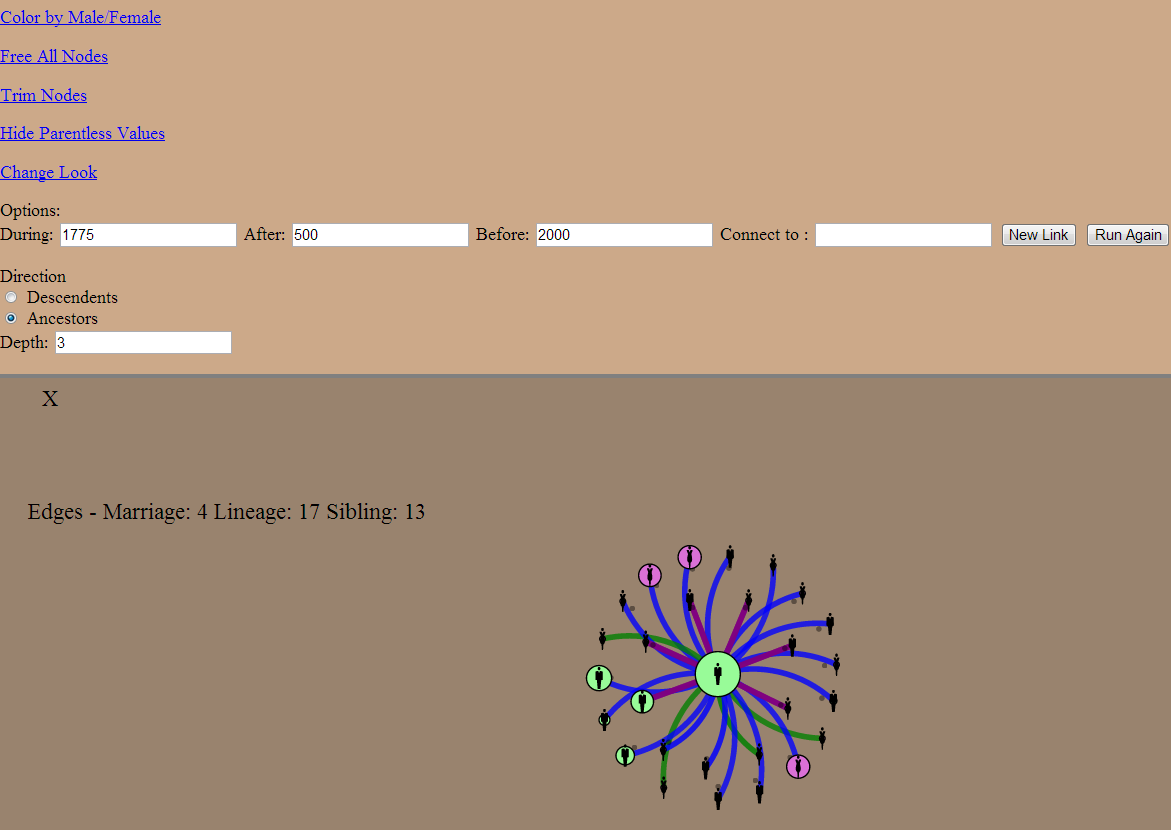 Color by Male/Female
Free All Nodes
Trim Nodes
Hide Parentless Values
Change Look
Options:
During: 1775 After: 500 Before: 2000 Connect to : New Link Run Again
Direction
Descendents
Ancestors
Depth: 3
X
Edges - Marriage: 4 Lineage: 17 Sibling: 13